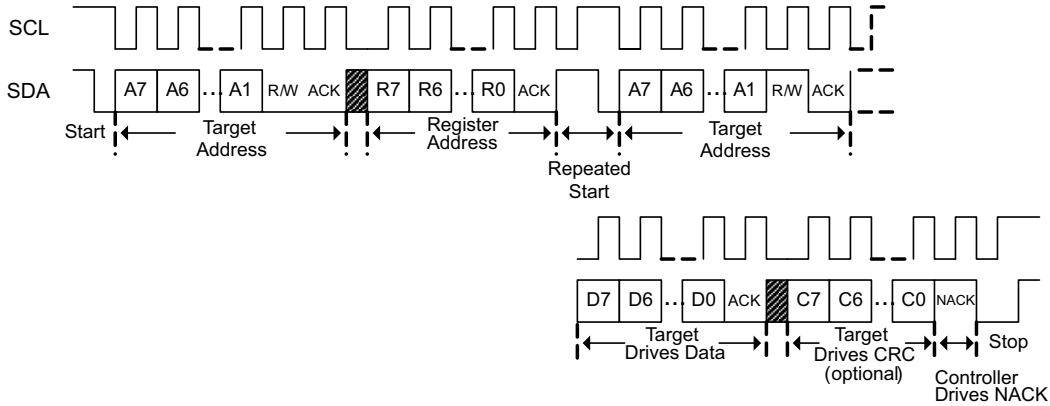 SCL
SDA
A7 A6 ... A1 R/W ACK R7 R6 ... R0 ACK A7 A6 ... A1 R/W ACK
Start
Target
Address
Register
Address
Repeated
Start
Target
Address
D7 D6 ... D0 ACK C7 C6 ... C0 NACK
Target
Drives Data
Target
Drives CRC
(optional)
Stop
Controller
Drives NACK